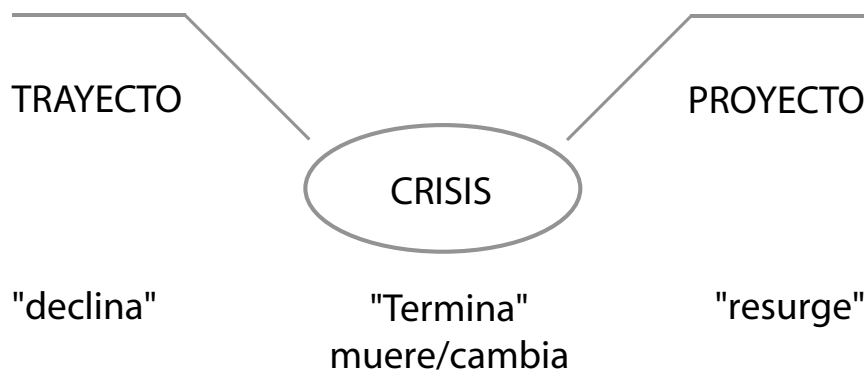 TRAYECTO
PROYECTO
CRISIS
"declina"
"Termina"
muere/cambia
"resurge"